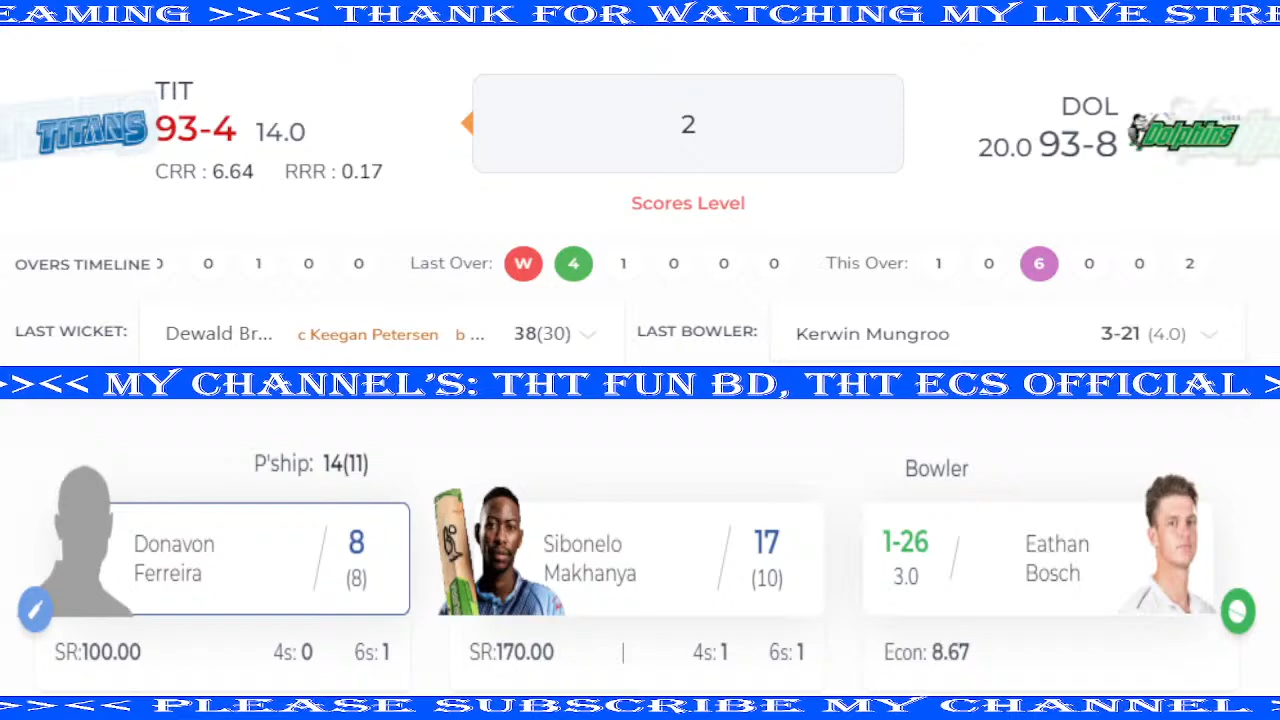 EAMING >><< THANK FOR WATCHING MY LIVE STRE
TIT
TITANS
93-4 14.0
CRR : 6.64 RRR : 0.17
2
Scores Level
DOL
20.0 93-8
Dolphins
OVERS TIMELINE 0 0 1 0 0 Last Over: W 4 1 0 0 0 This Over: 1 0 6 0 0 2
LAST WICKET: Dewald Br... c Keegan Petersen b ... 38(30) LAST BOWLER: Kerwin Mungroo 3-21 (4.0)
>><< MY CHANNEL'S: THT FUN BD, THT ECS OFFICIAL >
P'ship: 14(11)
Bowler
Donavon
Ferreira
8
(8)
Sibonelo
Makhanya
17
(10)
1-26
3.0
Eathan
Bosch
SR:100.00 4s: 0 6s: 1
SR:170.00 | 4s: 1 6s: 1
Econ: 8.67
>><< PLEASE SUBSCRIBE MY CHANNEL >